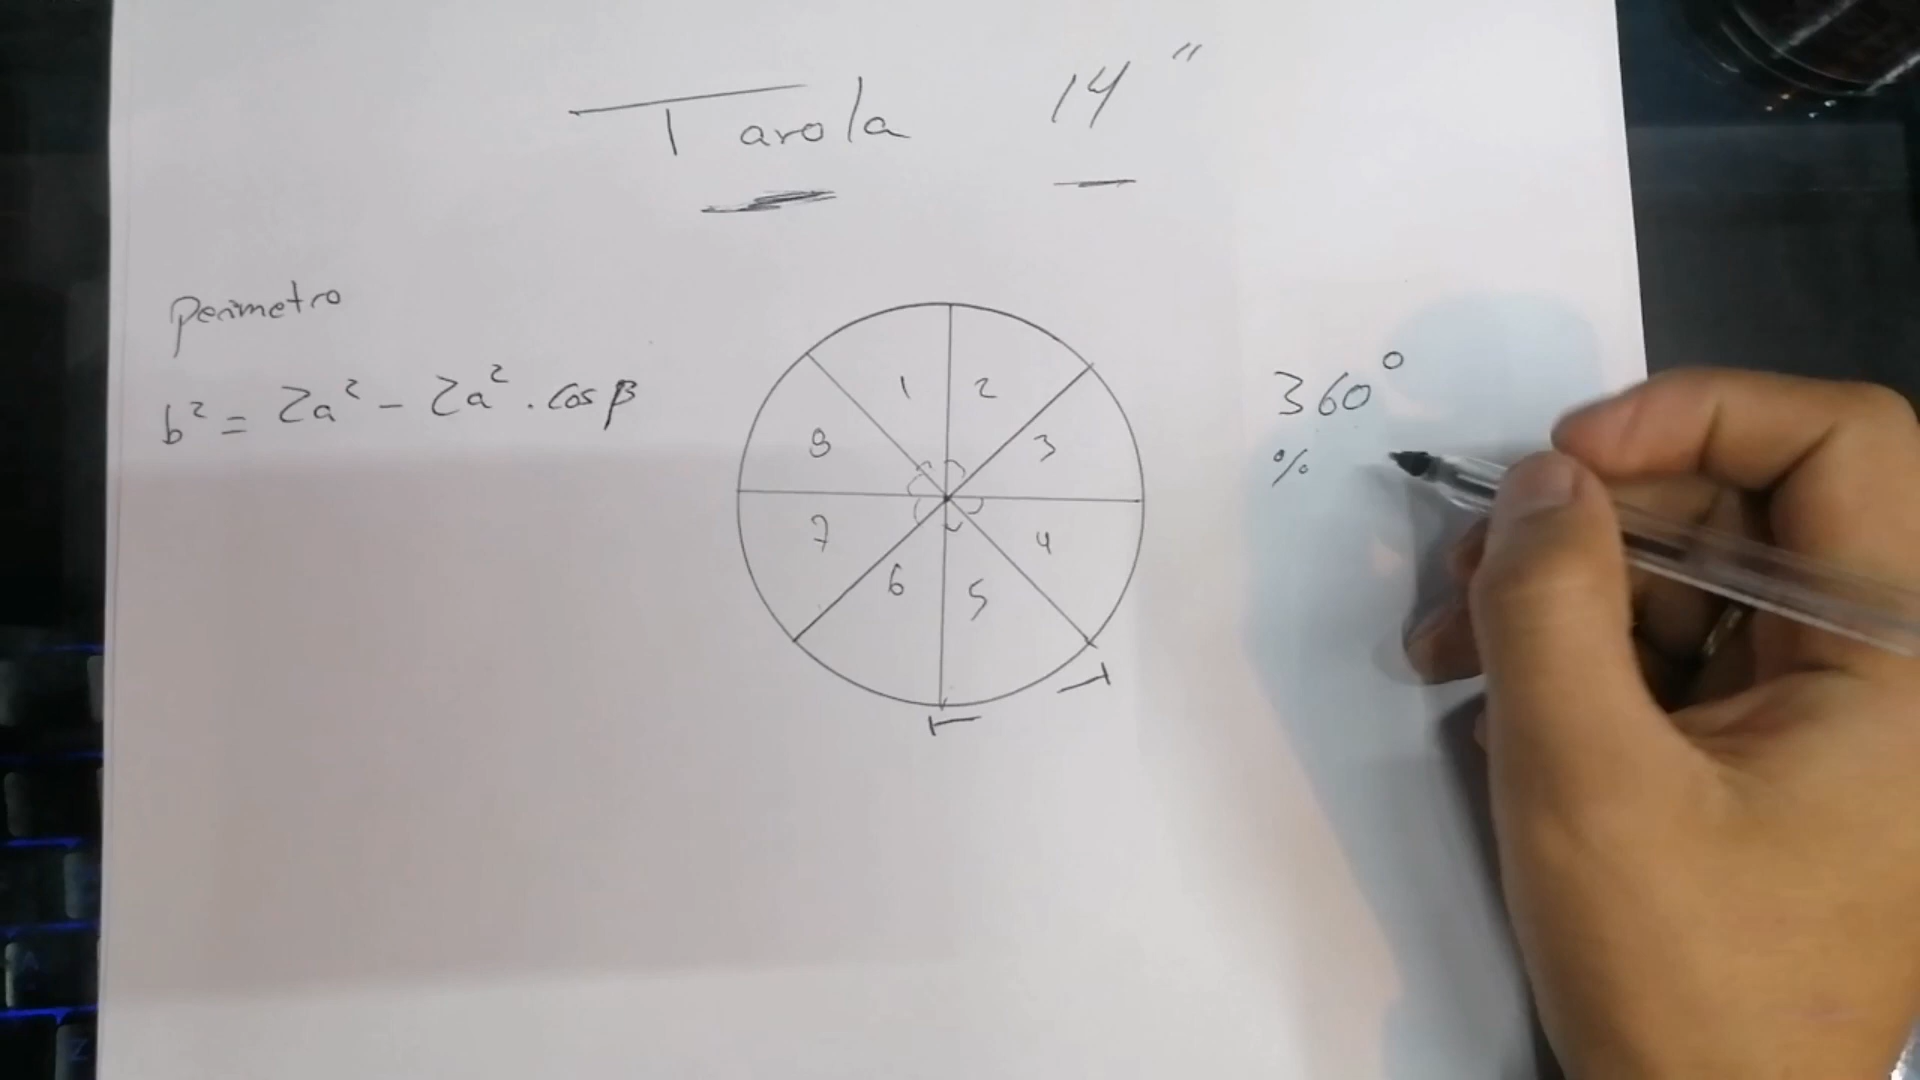 Tarola 14"
perimetro
b² = 2a² - 2a² . cos β
1 2
8 3
7 4
6 5
360°
%